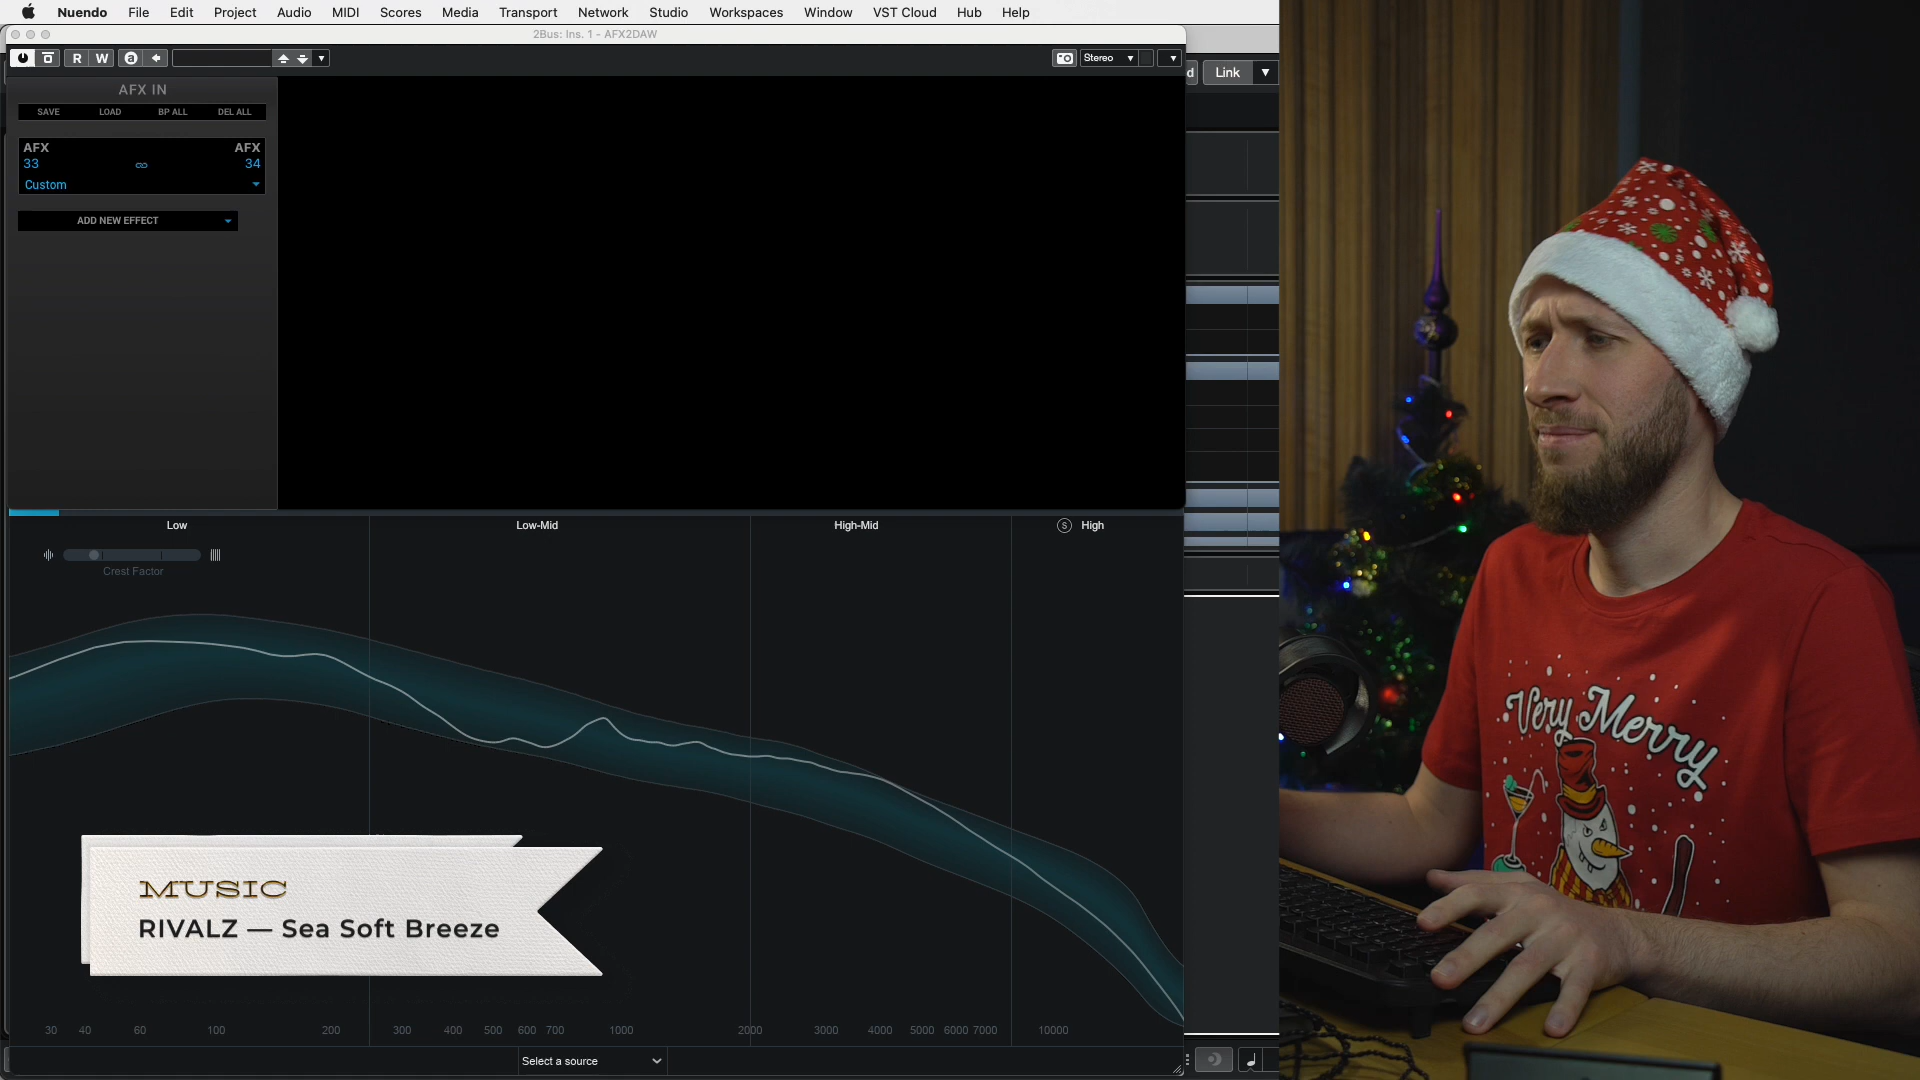 Nuendo File Edit Project Audio MIDI Scores Media Transport Network Studio Workspaces Window VST Cloud Hub Help
2Bus: Ins. 1 - AFX2DAW
R W a Stereo
d Link
AFX IN
SAVE LOAD BP ALL DEL ALL
AFX AFX
33 34
Custom
ADD NEW EFFECT
Low Low-Mid High-Mid S High
Crest Factor
Very Merry
MUSIC
RIVALZ — Sea Soft Breeze
30 40 60 100 200 300 400 500 600 700 1000 2000 3000 4000 5000 6000 7000 10000
Select a source